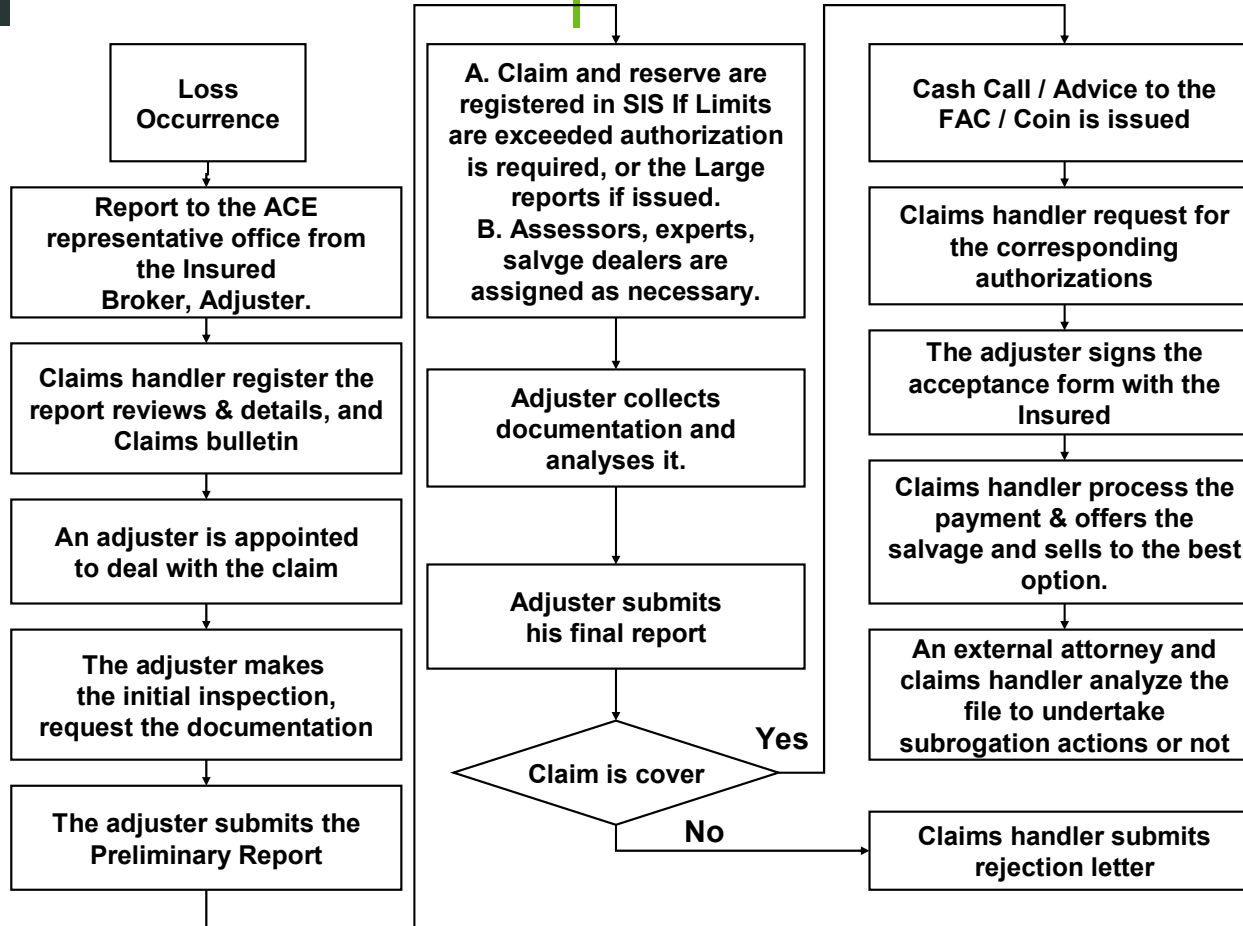 Loss
Occurrence
Report to the ACE
representative office from
the Insured
Broker, Adjuster.
Claims handler register the
report reviews & details, and
Claims bulletin
An adjuster is appointed
to deal with the claim
The adjuster makes
the initial inspection,
request the documentation
The adjuster submits the
Preliminary Report
A. Claim and reserve are
registered in SIS If Limits
are exceeded authorization
is required, or the Large
reports if issued.
B. Assessors, experts,
salvge dealers are
assigned as necessary.
Adjuster collects
documentation and
analyses it.
Adjuster submits
his final report
Claim is cover
Yes
No
Cash Call / Advice to the
FAC / Coin is issued
Claims handler request for
the corresponding
authorizations
The adjuster signs the
acceptance form with the
Insured
Claims handler process the
payment & offers the
salvage and sells to the best
option.
An external attorney and
claims handler analyze the
file to undertake
subrogation actions or not
Claims handler submits
rejection letter